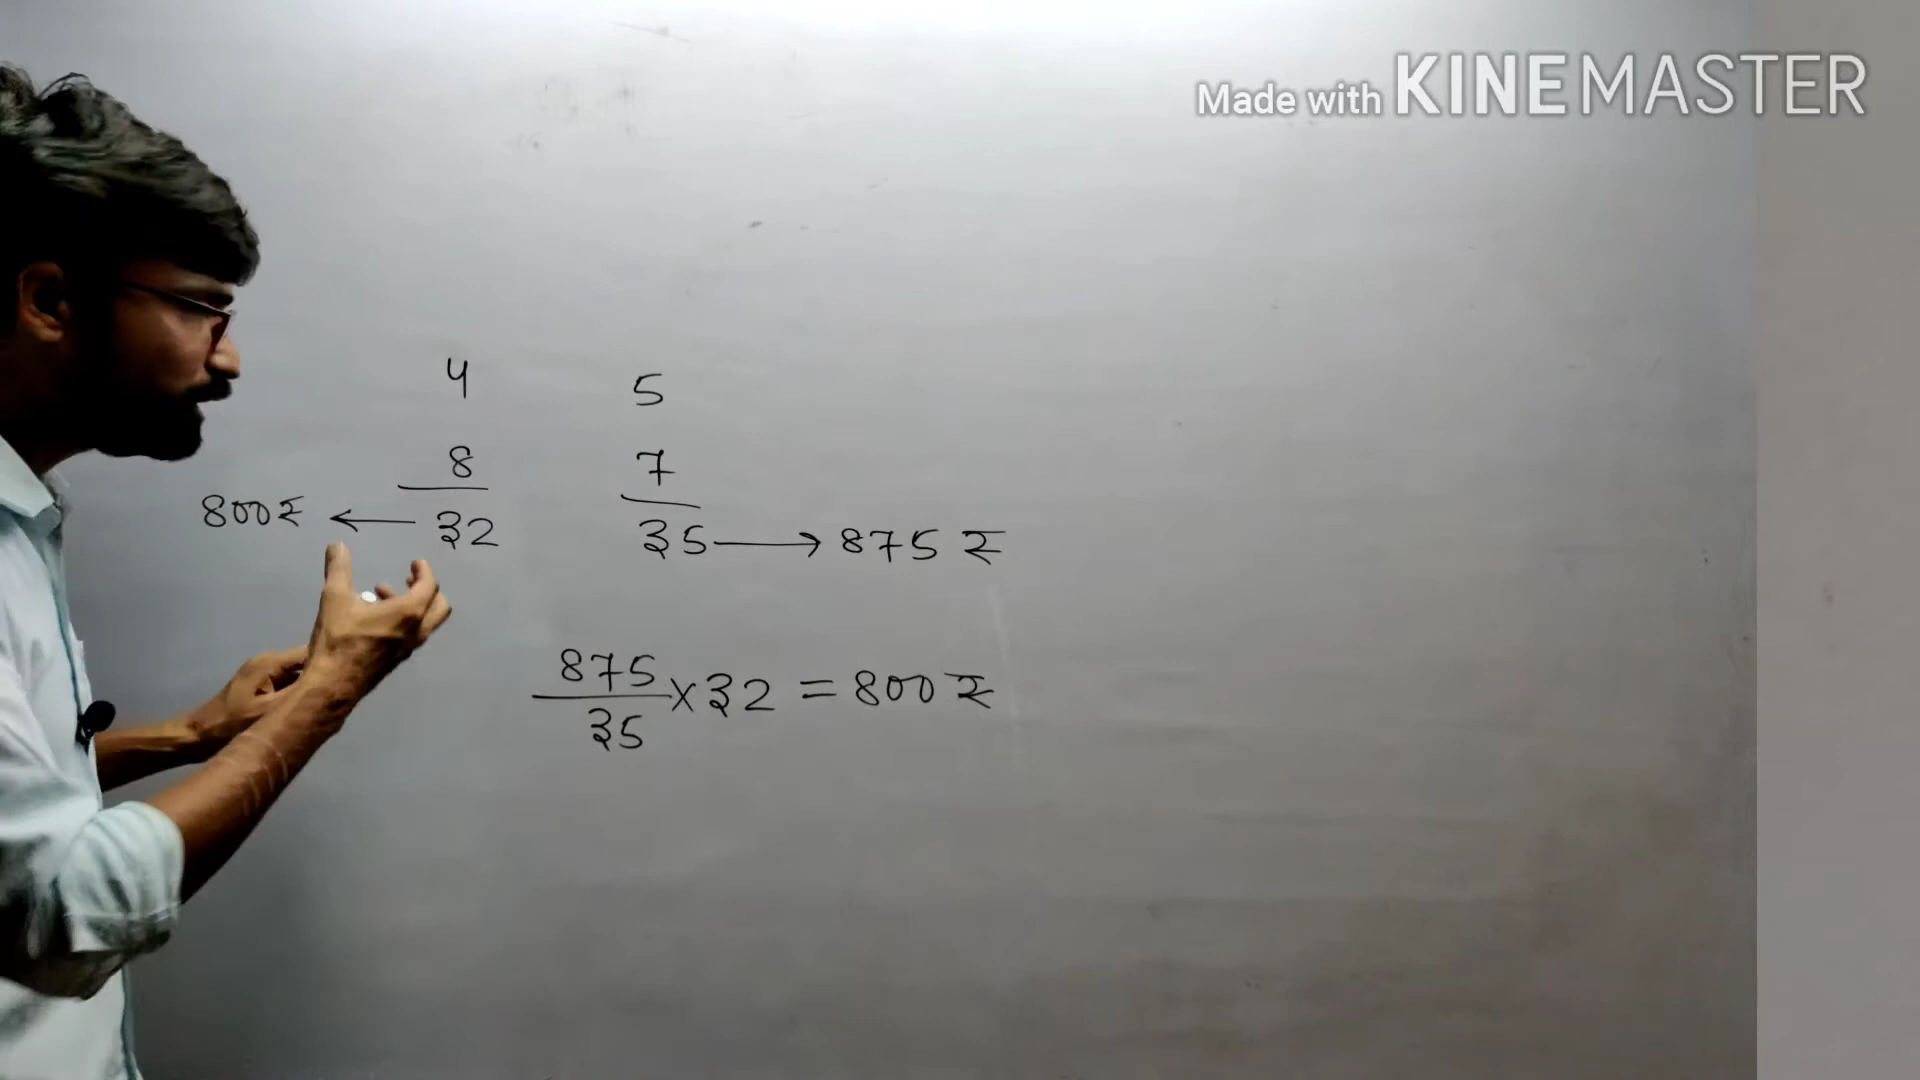 Made with KINEMASTER
4 5
8 7
800₹ ← 32 35 → 875 ₹
875
35 × 32 = 800 ₹